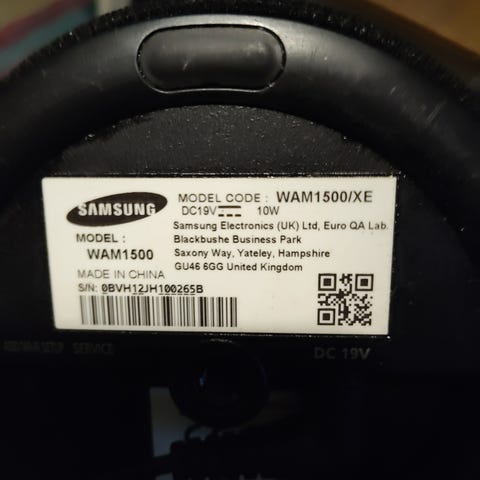 SAMSUNG
MODEL CODE : WAM1500/XE
DC19V 10W
Samsung Electronics (UK) Ltd, Euro QA Lab.
Blackbushe Business Park
Saxony Way, Yateley, Hampshire
GU46 6GG United Kingdom
MODEL :
WAM1500
MADE IN CHINA
S/N: 0BVH12JH100265B
SETUP SERVICE
DC 19V